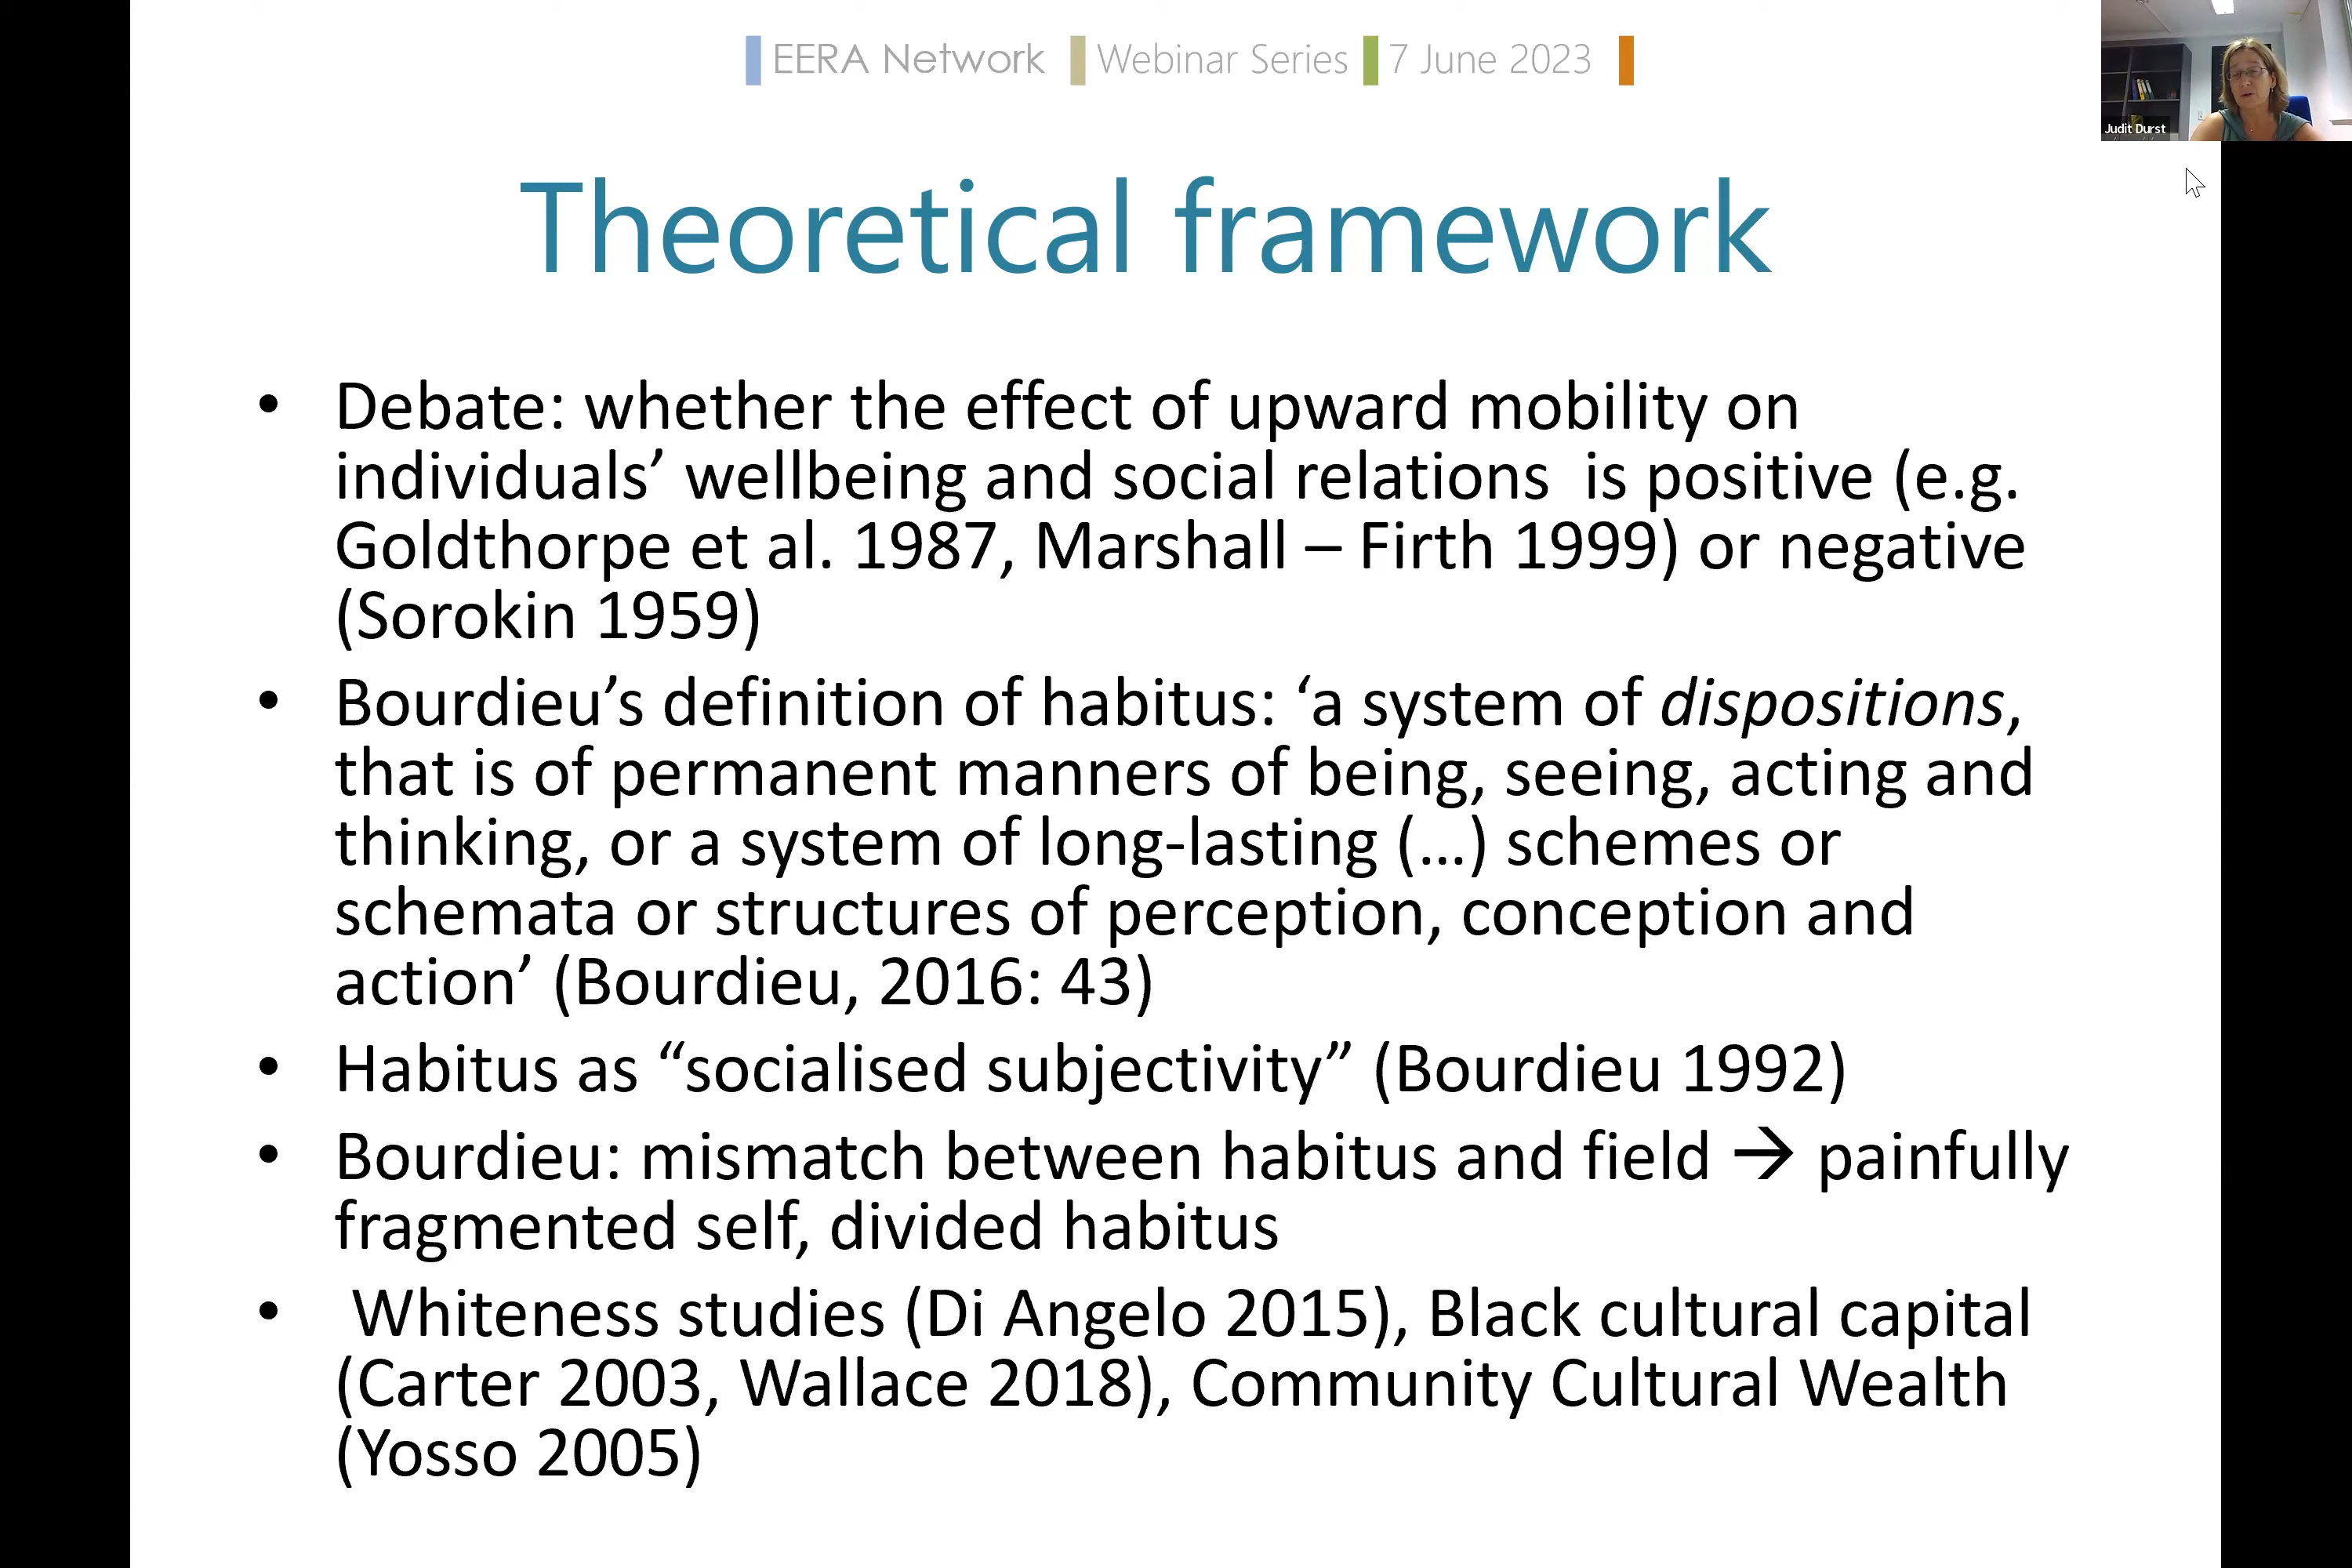 EERA Network Webinar Series 7 June 2023
Judit Durst
Theoretical framework
• Debate: whether the effect of upward mobility on
individuals’ wellbeing and social relations  is positive (e.g.
Goldthorpe et al. 1987, Marshall – Firth 1999) or negative
(Sorokin 1959)
• Bourdieu’s definition of habitus: ‘a system of dispositions,
that is of permanent manners of being, seeing, acting and
thinking, or a system of long-lasting (…) schemes or
schemata or structures of perception, conception and
action’ (Bourdieu, 2016: 43)
• Habitus as “socialised subjectivity” (Bourdieu 1992)
• Bourdieu: mismatch between habitus and field → painfully
fragmented self, divided habitus
• Whiteness studies (Di Angelo 2015), Black cultural capital
(Carter 2003, Wallace 2018), Community Cultural Wealth
(Yosso 2005)